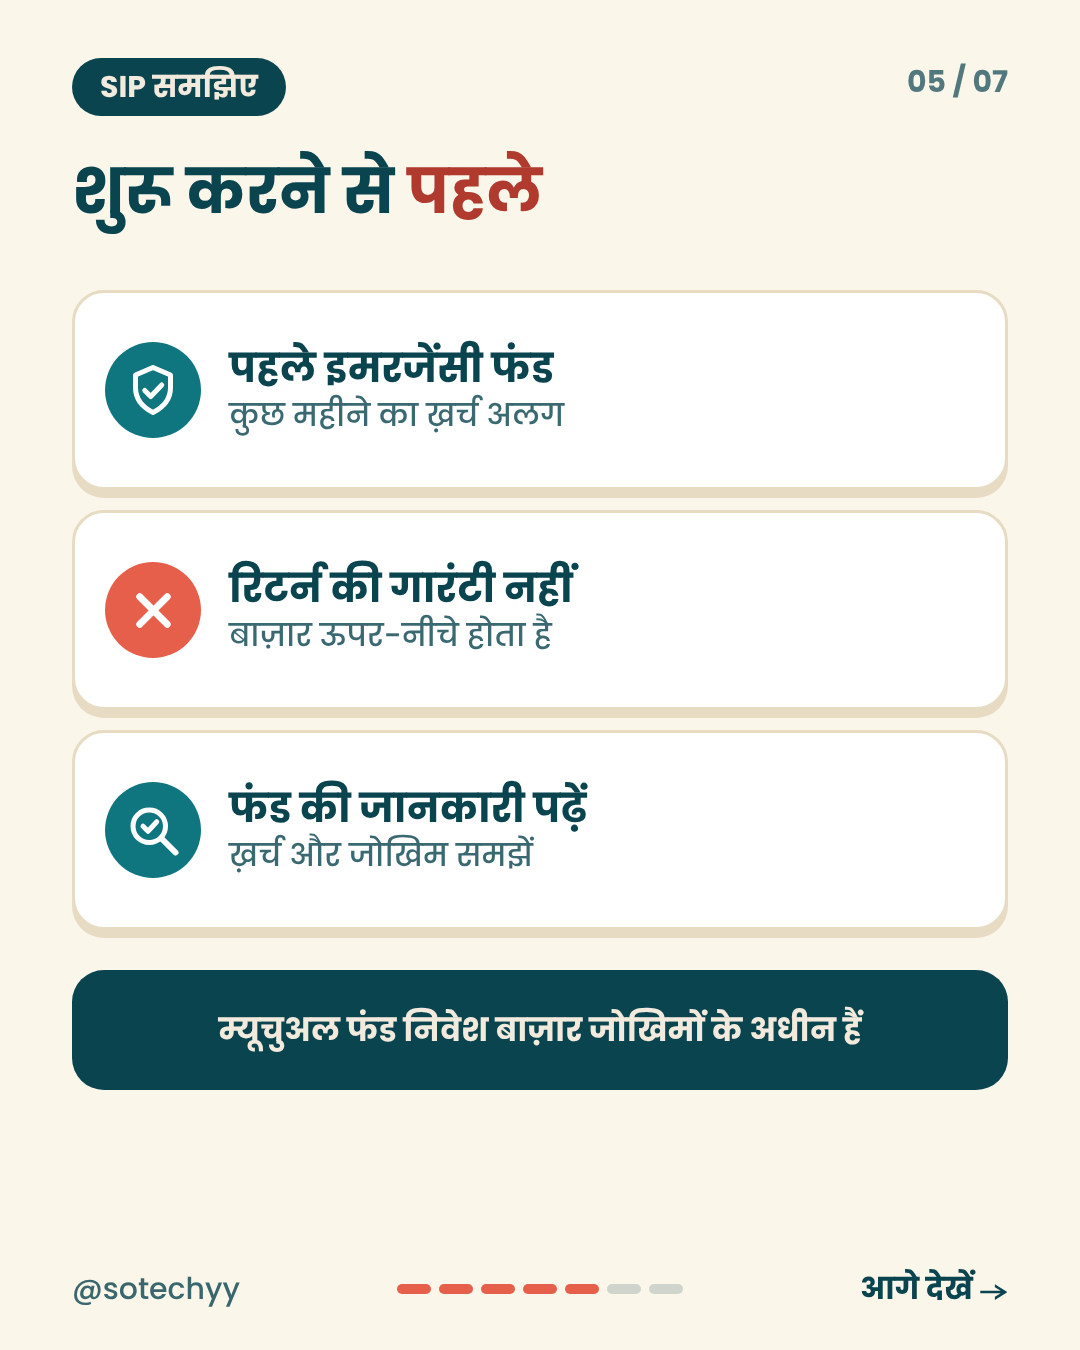 SIP समझिए
05 / 07
शुरू करने से पहले
पहले इमरजेंसी फंड
कुछ महीने का ख़र्च अलग
रिटर्न की गारंटी नहीं
बाज़ार ऊपर-नीचे होता है
फंड की जानकारी पढ़ें
ख़र्च और जोखिम समझें
म्यूचुअल फंड निवेश बाज़ार जोखिमों के अधीन हैं
@sotechyy
आगे देखें →